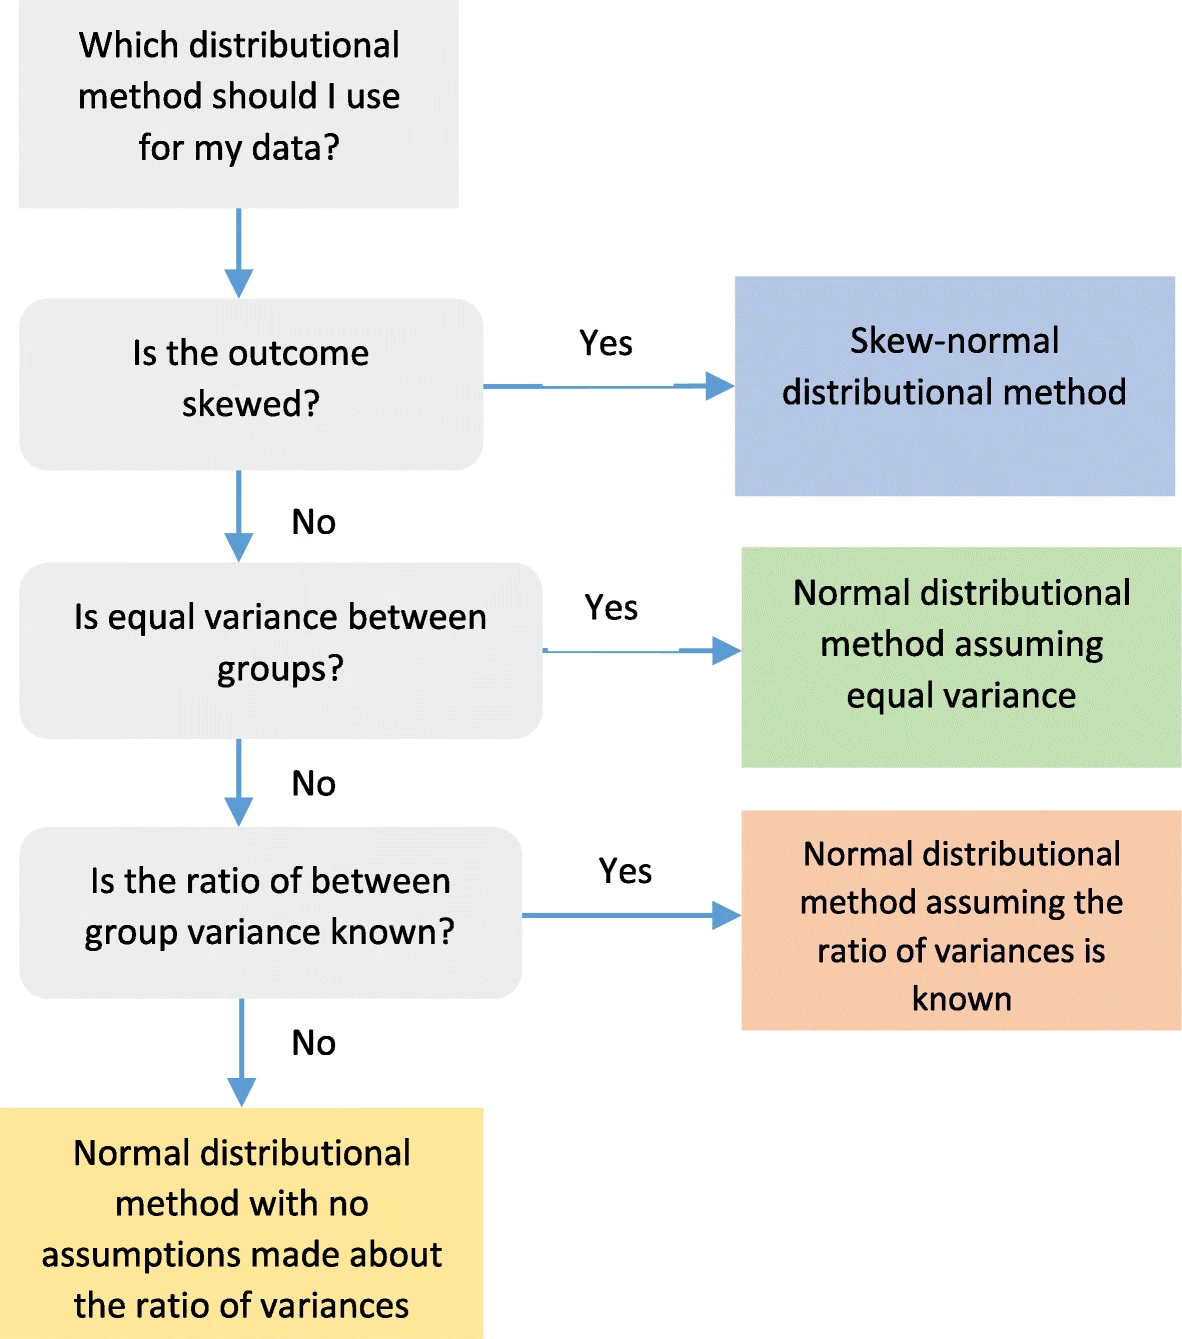 Which distributional
method should I use
for my data?
Is the outcome
skewed?
Yes
Skew-normal
distributional method
No
Is equal variance between
groups?
Yes
Normal distributional
method assuming
equal variance
No
Is the ratio of between
group variance known?
Yes
Normal distributional
method assuming the
ratio of variances is
known
No
Normal distributional
method with no
assumptions made about
the ratio of variances